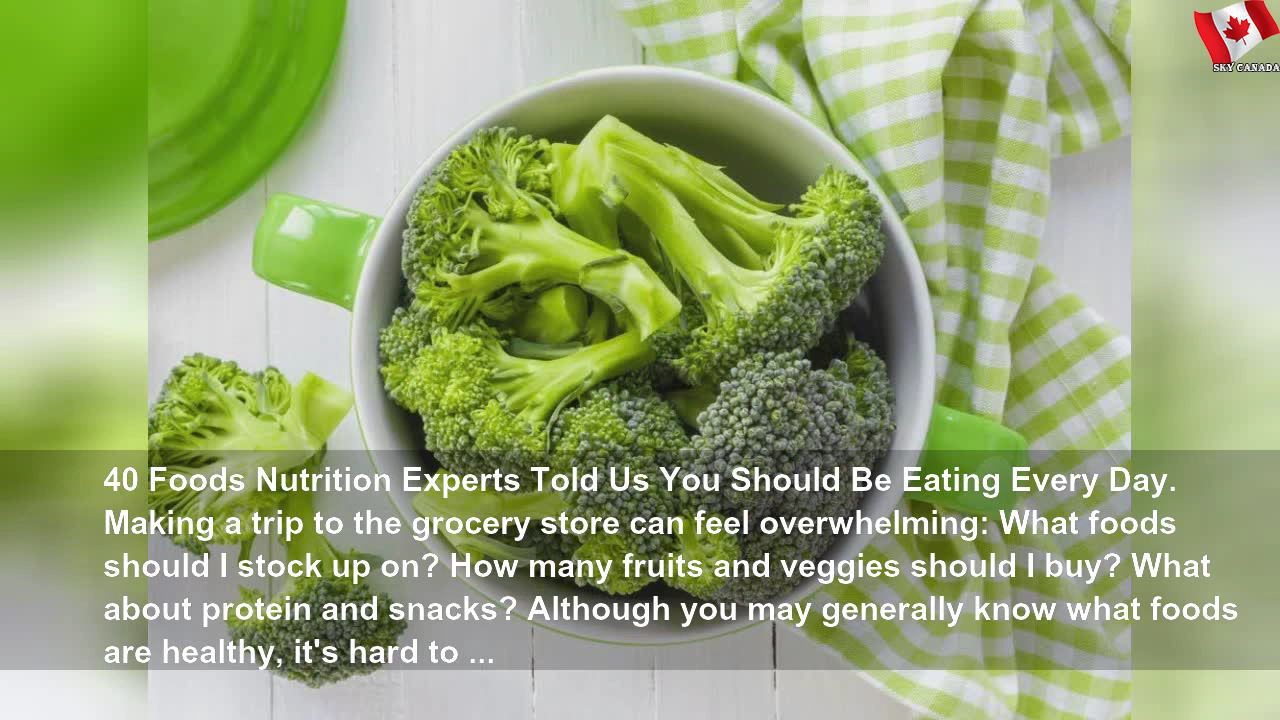 SKY CANADA
40 Foods Nutrition Experts Told Us You Should Be Eating Every Day.
Making a trip to the grocery store can feel overwhelming: What foods
should I stock up on? How many fruits and veggies should I buy? What
about protein and snacks? Although you may generally know what foods
are healthy, it's hard to ...